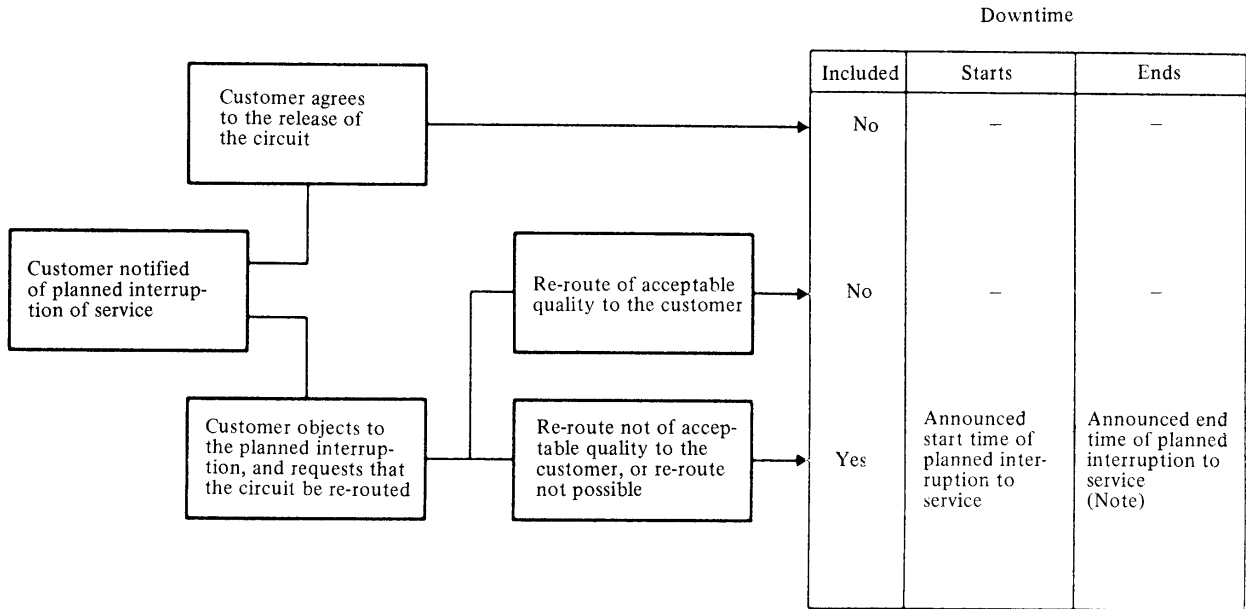 Downtime
Included
Starts
Ends
Customer agrees
to the release of
the circuit
No
–
–
Customer notified
of planned interrup-
tion of service
Re-route of acceptable
quality to the customer
No
–
–
Customer objects to
the planned interrup-
tion, and requests that
the circuit be re-routed
Re-route not of accep-
table quality to the
customer, or re-route
not possible
Yes
Announced
start time of
planned inter-
ruption to
service
Announced end
time of planned
interruption to
service
(Note)